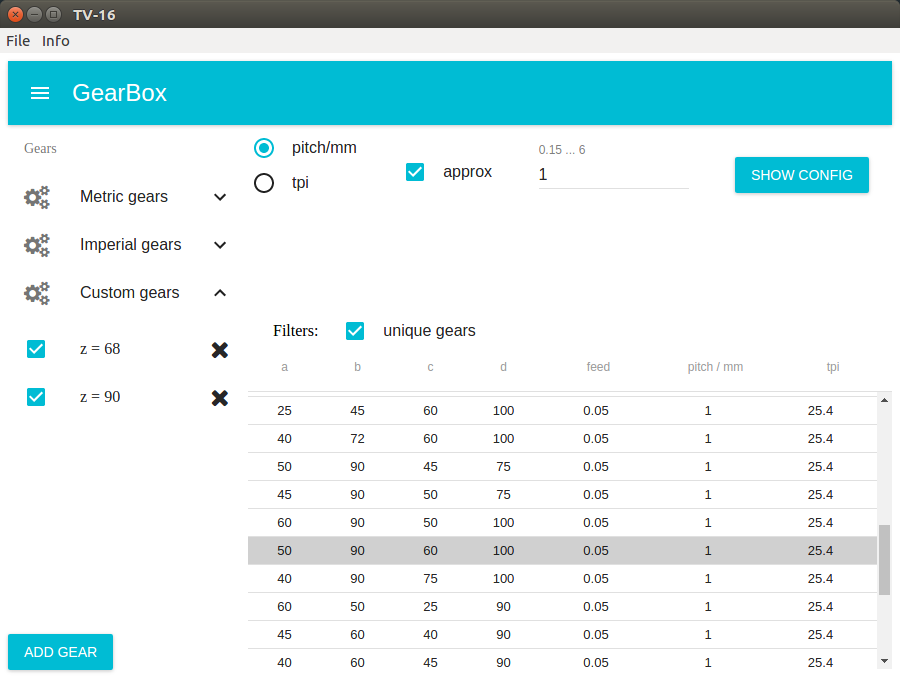 TV-16
File Info
GearBox
Gears
Metric gears
Imperial gears
Custom gears
z = 68
z = 90
ADD GEAR
pitch/mm
tpi
approx
0.15 ... 6
1
SHOW CONFIG
Filters: unique gears
a b c d feed pitch / mm tpi
25 45 60 100 0.05 1 25.4
40 72 60 100 0.05 1 25.4
50 90 45 75 0.05 1 25.4
45 90 50 75 0.05 1 25.4
60 90 50 100 0.05 1 25.4
50 90 60 100 0.05 1 25.4
40 90 75 100 0.05 1 25.4
60 50 25 90 0.05 1 25.4
45 60 40 90 0.05 1 25.4
40 60 45 90 0.05 1 25.4